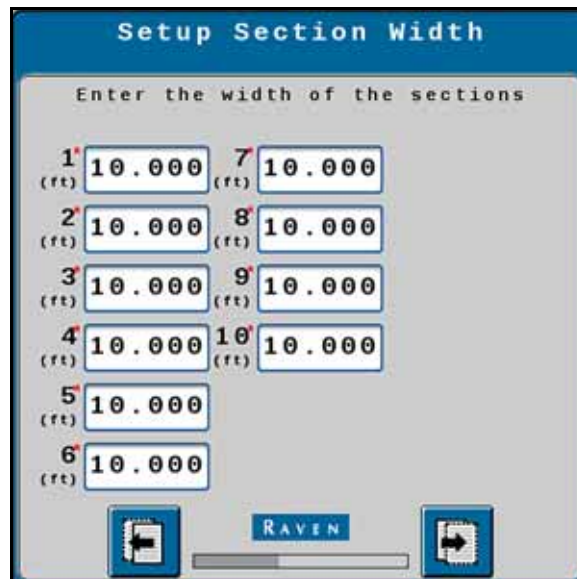 Setup Section Width
Enter the width of the sections
1* (ft) 10.000 7* (ft) 10.000
2* (ft) 10.000 8* (ft) 10.000
3* (ft) 10.000 9* (ft) 10.000
4* (ft) 10.000 10* (ft) 10.000
5* (ft) 10.000
6* (ft) 10.000
RAVEN